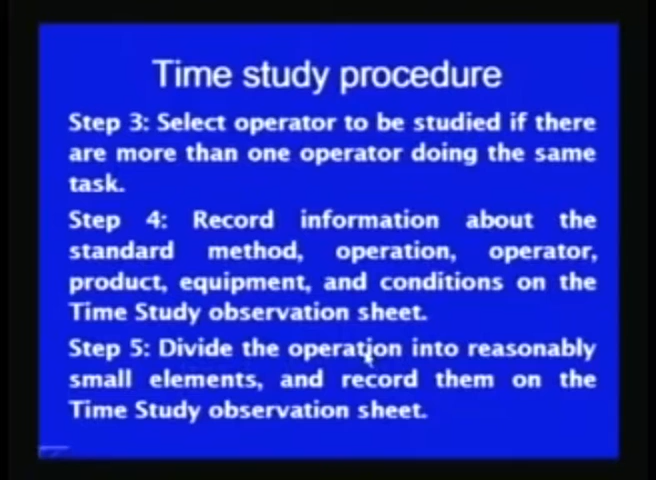 Time study procedure
Step 3: Select operator to be studied if there
are more than one operator doing the same
task.
Step 4: Record information about the
standard method, operation, operator,
product, equipment, and conditions on the
Time Study observation sheet.
Step 5: Divide the operation into reasonably
small elements, and record them on the
Time Study observation sheet.